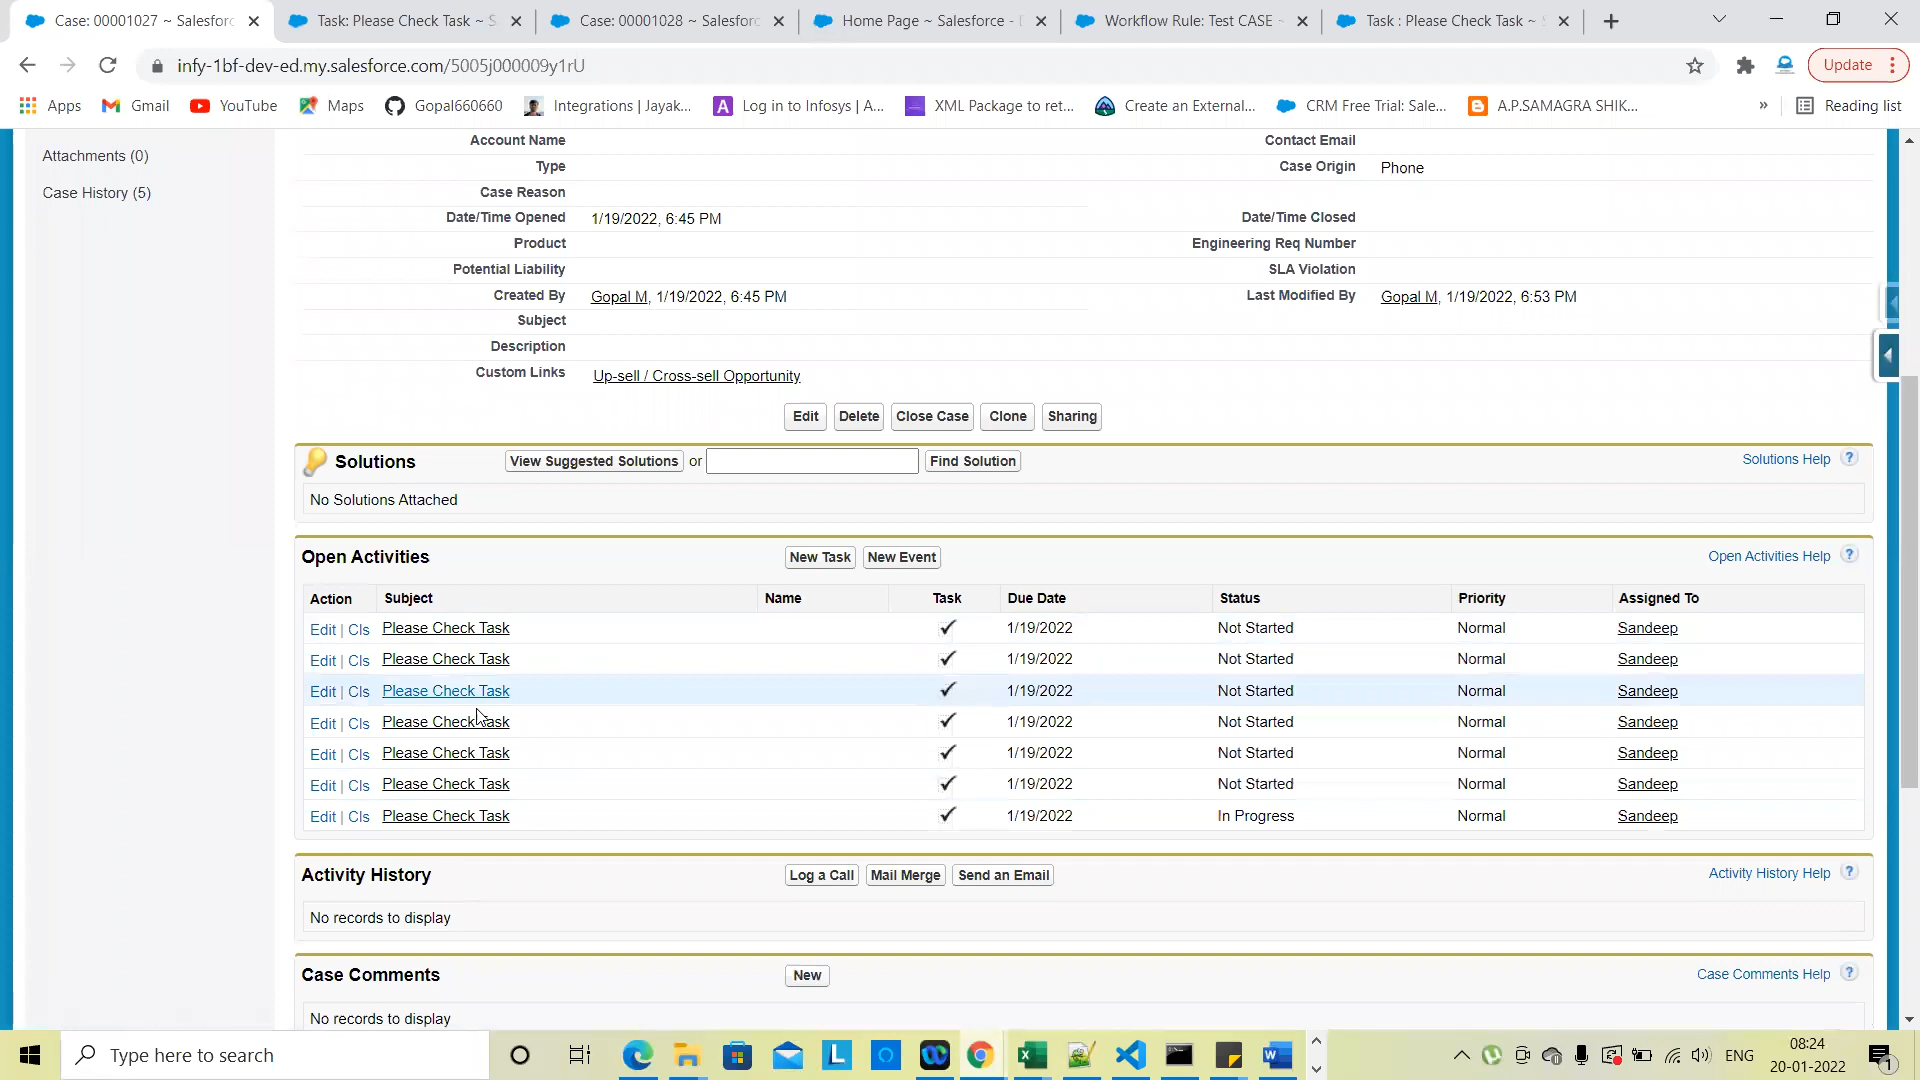 Case: 00001027 ~ Salesforc
Task: Please Check Task ~ S
Case: 00001028 ~ Salesforc
Home Page ~ Salesforce - D
Workflow Rule: Test CASE ~
Task : Please Check Task ~ S
infy-1bf-dev-ed.my.salesforce.com/5005j000009y1rU
Update
Apps
Gmail
YouTube
Maps
Gopal660660
Integrations | Jayak...
Log in to Infosys | A...
XML Package to ret...
Create an External...
CRM Free Trial: Sale...
A.P.SAMAGRA SHIK...
»
Reading list
Attachments (0)
Case History (5)
Account Name
Contact Email
Type
Case Origin Phone
Case Reason
Date/Time Opened 1/19/2022, 6:45 PM
Date/Time Closed
Product
Engineering Req Number
Potential Liability
SLA Violation
Created By Gopal M, 1/19/2022, 6:45 PM
Last Modified By Gopal M, 1/19/2022, 6:53 PM
Subject
Description
Custom Links Up-sell / Cross-sell Opportunity
Edit Delete Close Case Clone Sharing
Solutions View Suggested Solutions or Find Solution Solutions Help ?
No Solutions Attached
Open Activities New Task New Event Open Activities Help ?
Action Subject Name Task Due Date Status Priority Assigned To
Edit | Cls Please Check Task ✓ 1/19/2022 Not Started Normal Sandeep
Edit | Cls Please Check Task ✓ 1/19/2022 Not Started Normal Sandeep
Edit | Cls Please Check Task ✓ 1/19/2022 Not Started Normal Sandeep
Edit | Cls Please Check Task ✓ 1/19/2022 Not Started Normal Sandeep
Edit | Cls Please Check Task ✓ 1/19/2022 Not Started Normal Sandeep
Edit | Cls Please Check Task ✓ 1/19/2022 Not Started Normal Sandeep
Edit | Cls Please Check Task ✓ 1/19/2022 In Progress Normal Sandeep
Activity History Log a Call Mail Merge Send an Email Activity History Help ?
No records to display
Case Comments New Case Comments Help ?
No records to display
Type here to search
ENG
08:24
20-01-2022
1